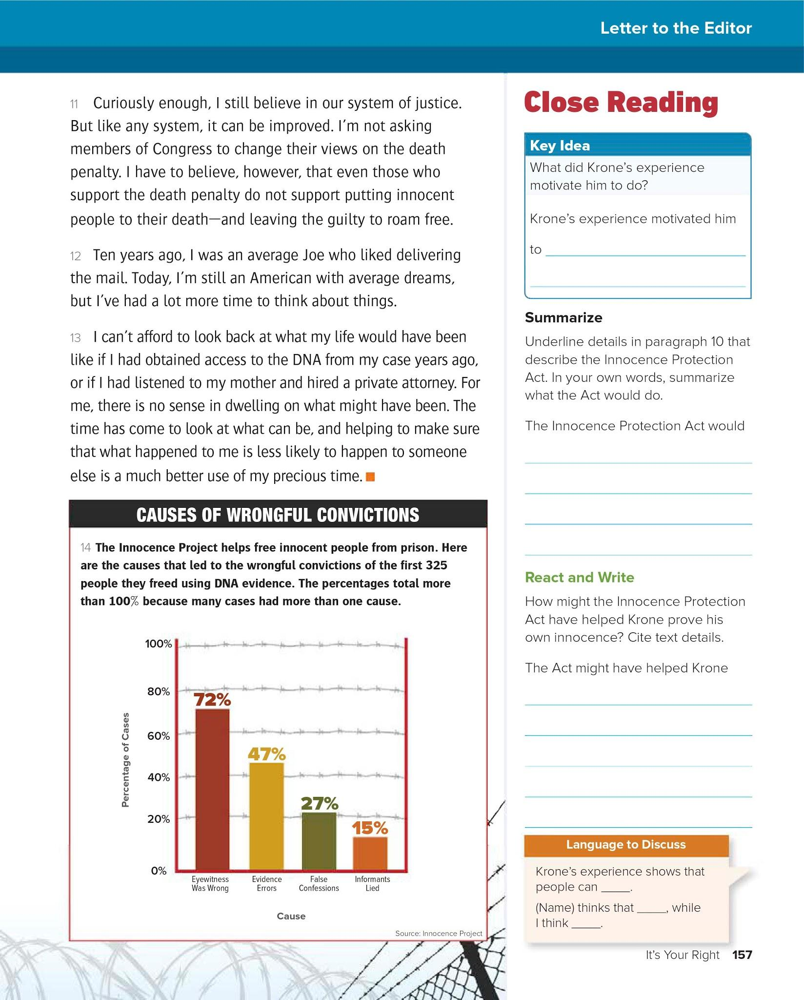 Letter to the Editor
11 Curiously enough, I still believe in our system of justice.
But like any system, it can be improved. I'm not asking
members of Congress to change their views on the death
penalty. I have to believe, however, that even those who
support the death penalty do not support putting innocent
people to their death—and leaving the guilty to roam free.
12 Ten years ago, I was an average Joe who liked delivering
the mail. Today, I'm still an American with average dreams,
but I've had a lot more time to think about things.
13 I can't afford to look back at what my life would have been
like if I had obtained access to the DNA from my case years ago,
or if I had listened to my mother and hired a private attorney. For
me, there is no sense in dwelling on what might have been. The
time has come to look at what can be, and helping to make sure
that what happened to me is less likely to happen to someone
else is a much better use of my precious time.
CAUSES OF WRONGFUL CONVICTIONS
14 The Innocence Project helps free innocent people from prison. Here
are the causes that led to the wrongful convictions of the first 325
people they freed using DNA evidence. The percentages total more
than 100% because many cases had more than one cause.
100%
80%
60%
40%
20%
0%
Percentage of Cases
72%
47%
27%
15%
Eyewitness
Was Wrong
Evidence
Errors
False
Confessions
Informants
Lied
Cause
Source: Innocence Project
Close Reading
Key Idea
What did Krone's experience
motivate him to do?
Krone's experience motivated him
to
Summarize
Underline details in paragraph 10 that
describe the Innocence Protection
Act. In your own words, summarize
what the Act would do.
The Innocence Protection Act would
React and Write
How might the Innocence Protection
Act have helped Krone prove his
own innocence? Cite text details.
The Act might have helped Krone
Language to Discuss
Krone's experience shows that
people can ____.
(Name) thinks that ____, while
I think ____.
It's Your Right 157